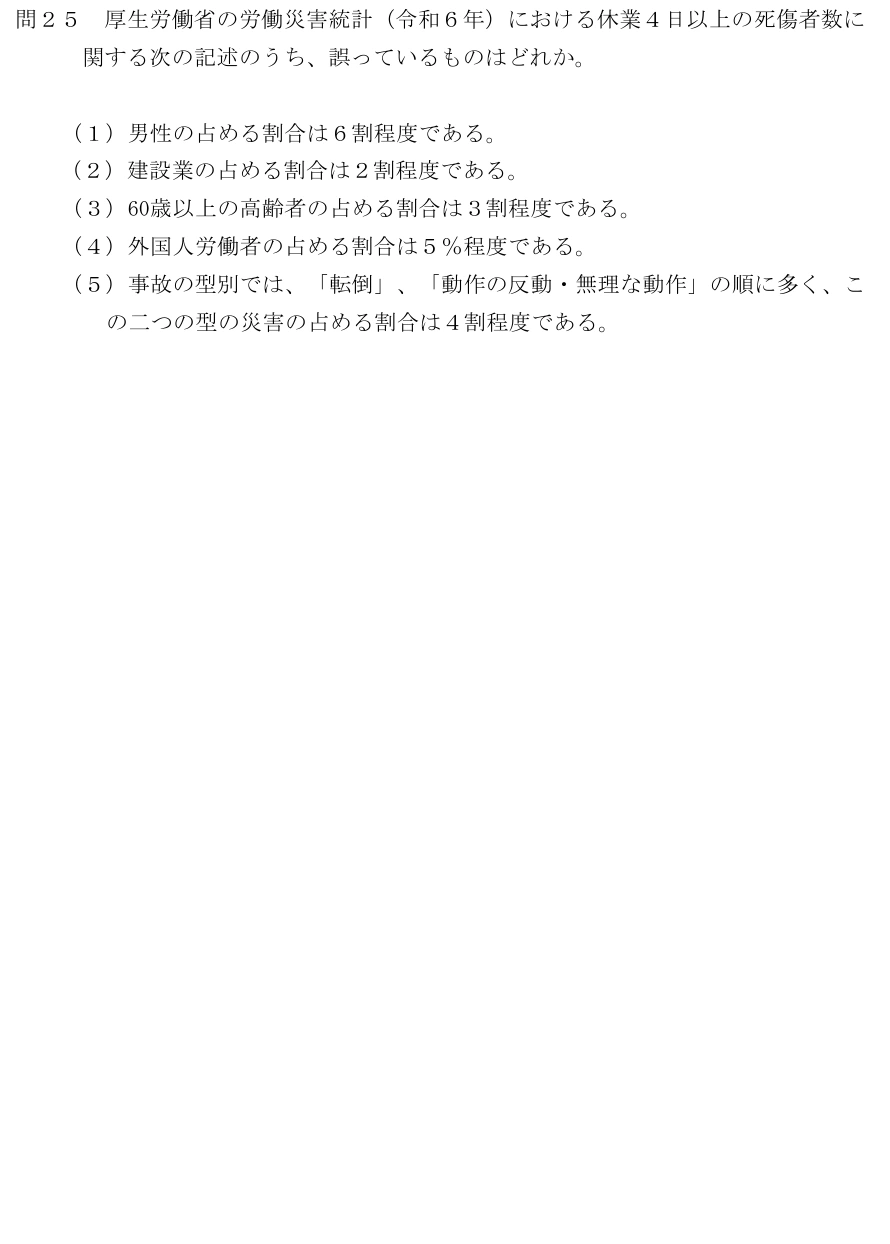 問２５　厚生労働省の労働災害統計（令和６年）における休業４日以上の死傷者数に
関する次の記述のうち、誤っているものはどれか。
（１）男性の占める割合は６割程度である。
（２）建設業の占める割合は２割程度である。
（３）60歳以上の高齢者の占める割合は３割程度である。
（４）外国人労働者の占める割合は５％程度である。
（５）事故の型別では、「転倒」、「動作の反動・無理な動作」の順に多く、こ
の二つの型の災害の占める割合は４割程度である。